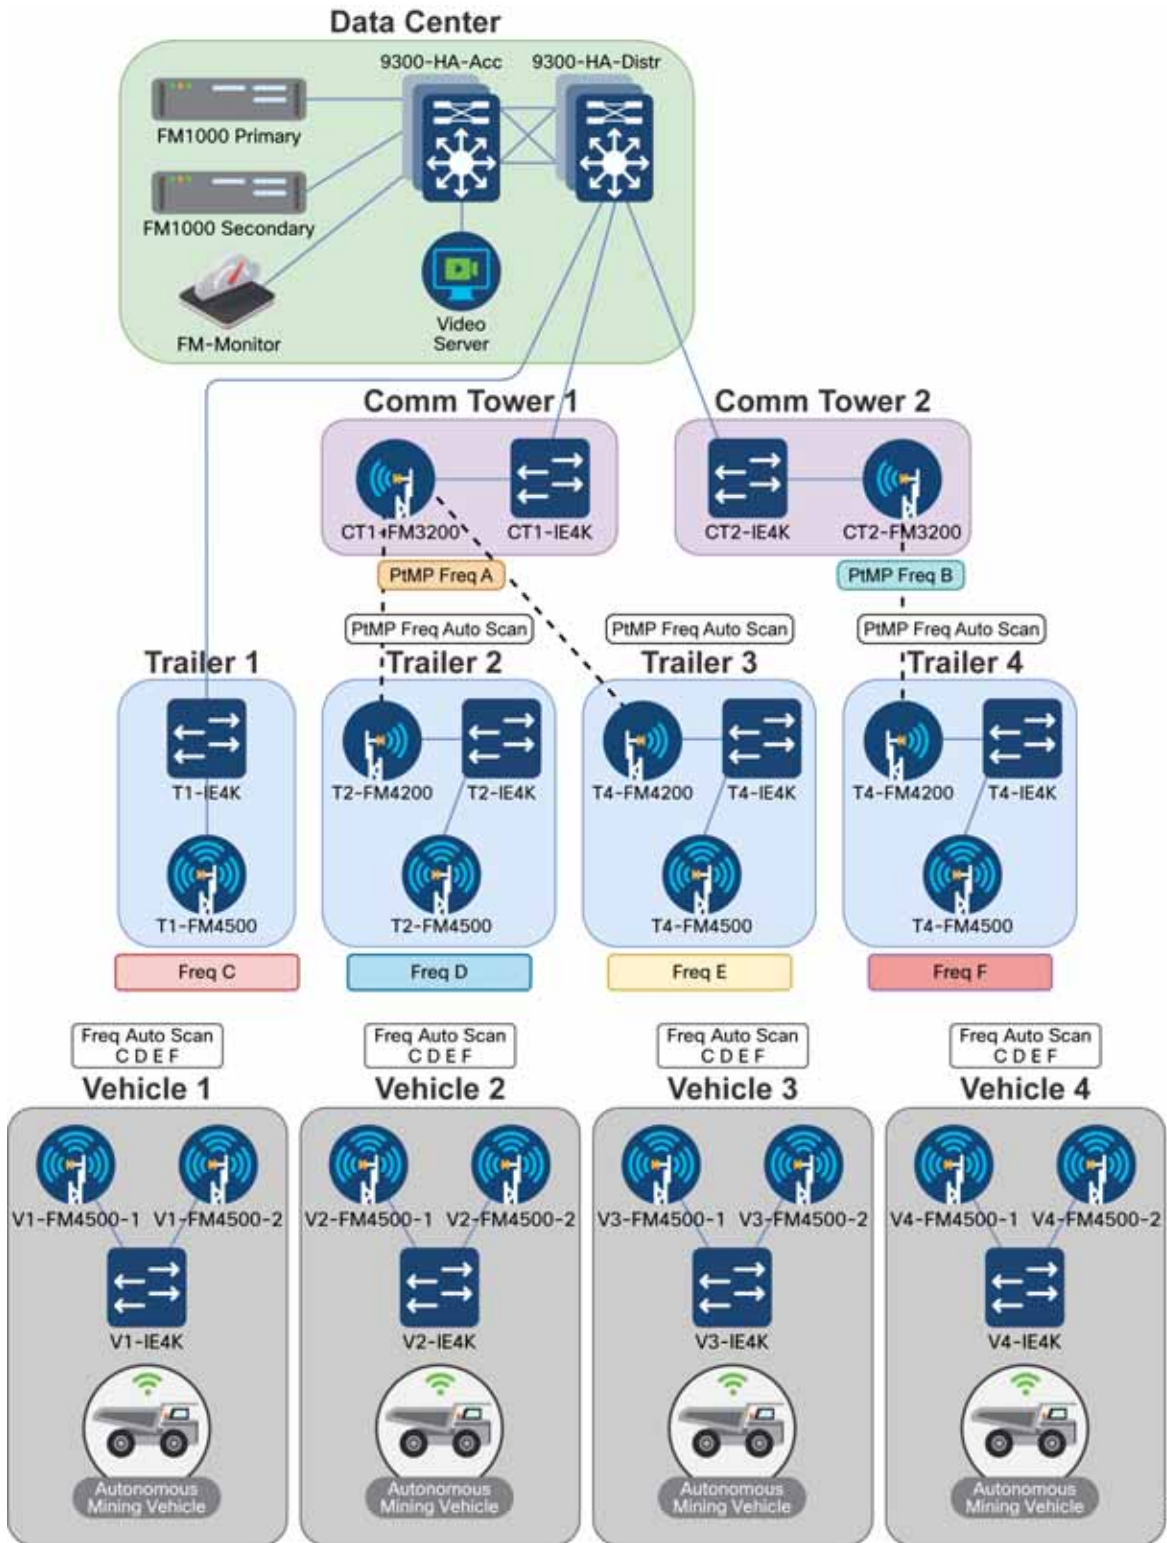 Data Center
9300-HA-Acc
9300-HA-Distr
FM1000 Primary
FM1000 Secondary
FM-Monitor
Video
Server
Comm Tower 1
Comm Tower 2
CT1-FM3200
CT1-IE4K
CT2-IE4K
CT2-FM3200
PtMP Freq A
PtMP Freq B
PtMP Freq Auto Scan
PtMP Freq Auto Scan
PtMP Freq Auto Scan
Trailer 1
Trailer 2
Trailer 3
Trailer 4
T1-IE4K
T2-FM4200
T2-IE4K
T4-FM4200
T4-IE4K
T4-FM4200
T4-IE4K
T1-FM4500
T2-FM4500
T4-FM4500
T4-FM4500
Freq C
Freq D
Freq E
Freq F
Freq Auto Scan
C D E F
Freq Auto Scan
C D E F
Freq Auto Scan
C D E F
Freq Auto Scan
C D E F
Vehicle 1
Vehicle 2
Vehicle 3
Vehicle 4
V1-FM4500-1
V1-FM4500-2
V2-FM4500-1
V2-FM4500-2
V3-FM4500-1
V3-FM4500-2
V4-FM4500-1
V4-FM4500-2
V1-IE4K
V2-IE4K
V3-IE4K
V4-IE4K
Autonomous
Mining Vehicle
Autonomous
Mining Vehicle
Autonomous
Mining Vehicle
Autonomous
Mining Vehicle